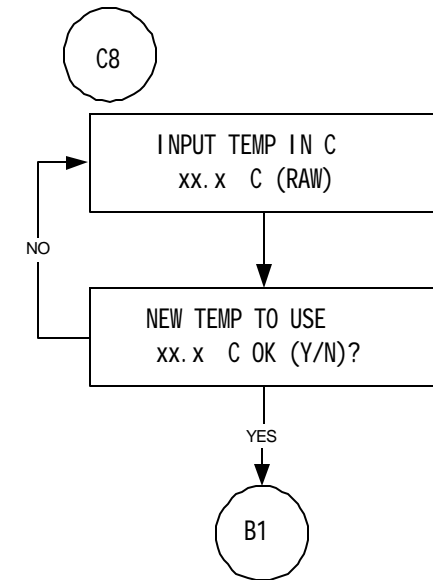 C8
INPUT TEMP IN C
xx.x C (RAW)
NO
NEW TEMP TO USE
xx.x C OK (Y/N)?
YES
B1